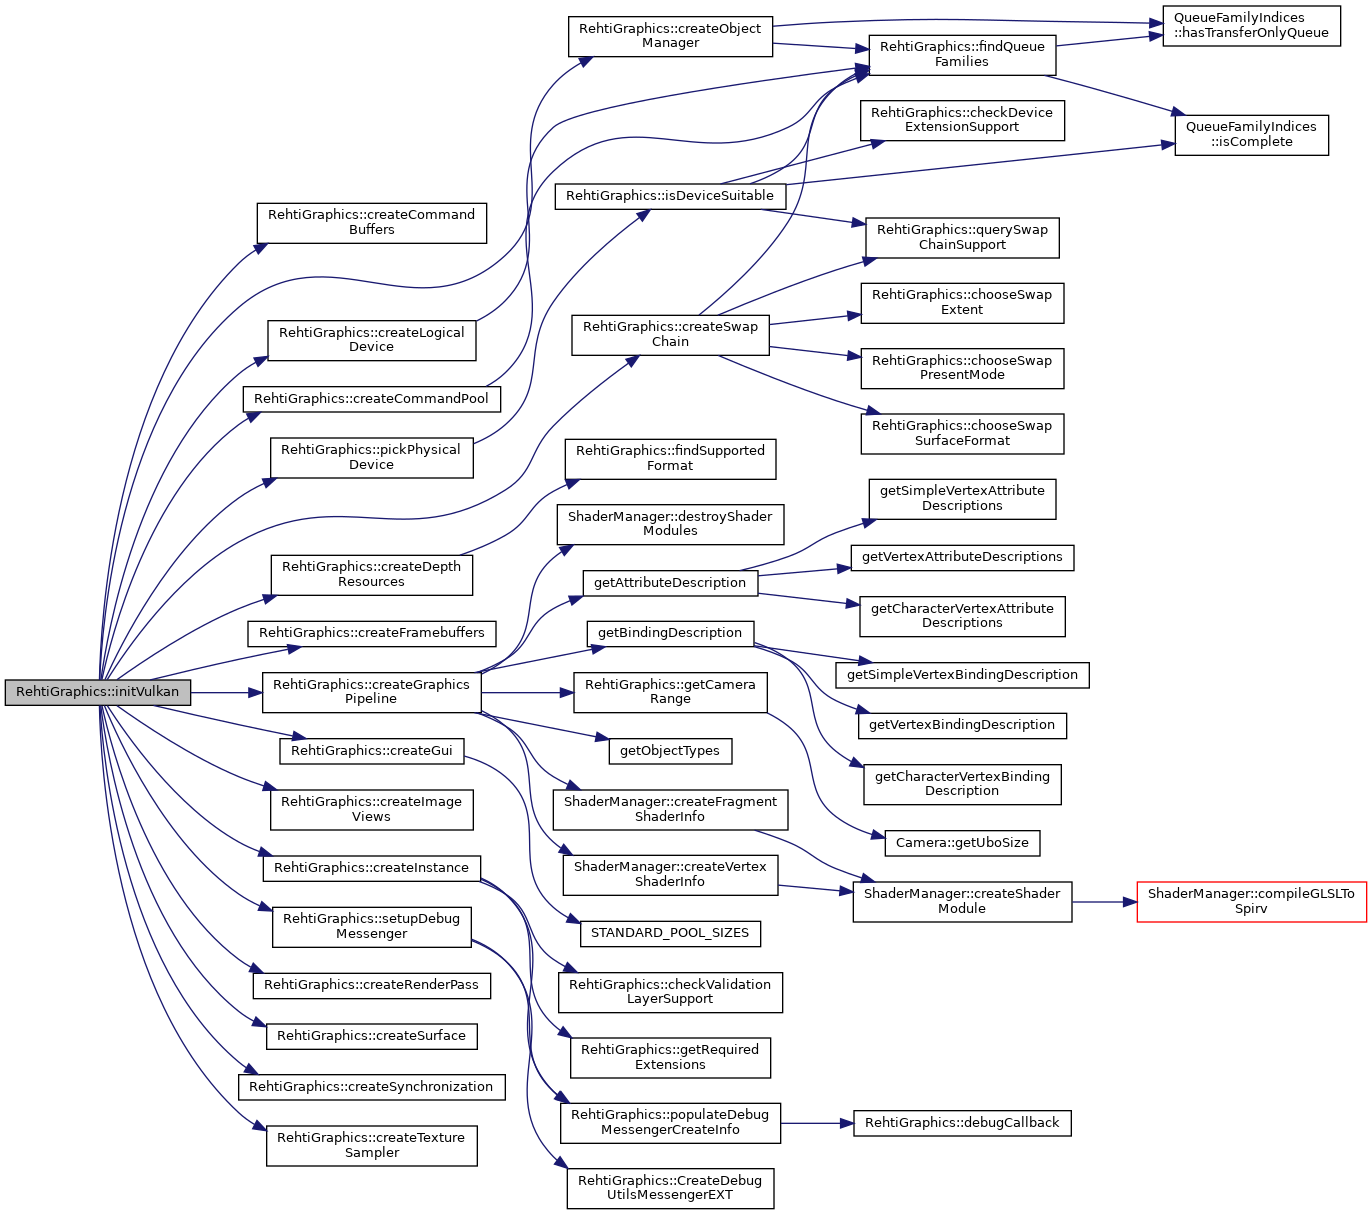 RehtiGraphics::initVulkan
RehtiGraphics::createCommand
Buffers
RehtiGraphics::createLogical
Device
RehtiGraphics::createCommandPool
RehtiGraphics::pickPhysical
Device
RehtiGraphics::createDepth
Resources
RehtiGraphics::createFramebuffers
RehtiGraphics::createGraphics
Pipeline
RehtiGraphics::createGui
RehtiGraphics::createImage
Views
RehtiGraphics::createInstance
RehtiGraphics::setupDebug
Messenger
RehtiGraphics::createRenderPass
RehtiGraphics::createSurface
RehtiGraphics::createSynchronization
RehtiGraphics::createTexture
Sampler
RehtiGraphics::createObject
Manager
RehtiGraphics::isDeviceSuitable
RehtiGraphics::createSwap
Chain
RehtiGraphics::findSupported
Format
ShaderManager::destroyShader
Modules
getAttributeDescription
getBindingDescription
RehtiGraphics::getCamera
Range
getObjectTypes
ShaderManager::createFragment
ShaderInfo
ShaderManager::createVertex
ShaderInfo
STANDARD_POOL_SIZES
RehtiGraphics::checkValidation
LayerSupport
RehtiGraphics::getRequired
Extensions
RehtiGraphics::populateDebug
MessengerCreateInfo
RehtiGraphics::CreateDebug
UtilsMessengerEXT
RehtiGraphics::findQueue
Families
RehtiGraphics::checkDevice
ExtensionSupport
RehtiGraphics::querySwap
ChainSupport
RehtiGraphics::chooseSwap
Extent
RehtiGraphics::chooseSwap
PresentMode
RehtiGraphics::chooseSwap
SurfaceFormat
getSimpleVertexAttribute
Descriptions
getVertexAttributeDescriptions
getCharacterVertexAttribute
Descriptions
getSimpleVertexBindingDescription
getVertexBindingDescription
getCharacterVertexBinding
Description
Camera::getUboSize
ShaderManager::createShader
Module
RehtiGraphics::debugCallback
QueueFamilyIndices
::hasTransferOnlyQueue
QueueFamilyIndices
::isComplete
ShaderManager::compileGLSLTo
Spirv